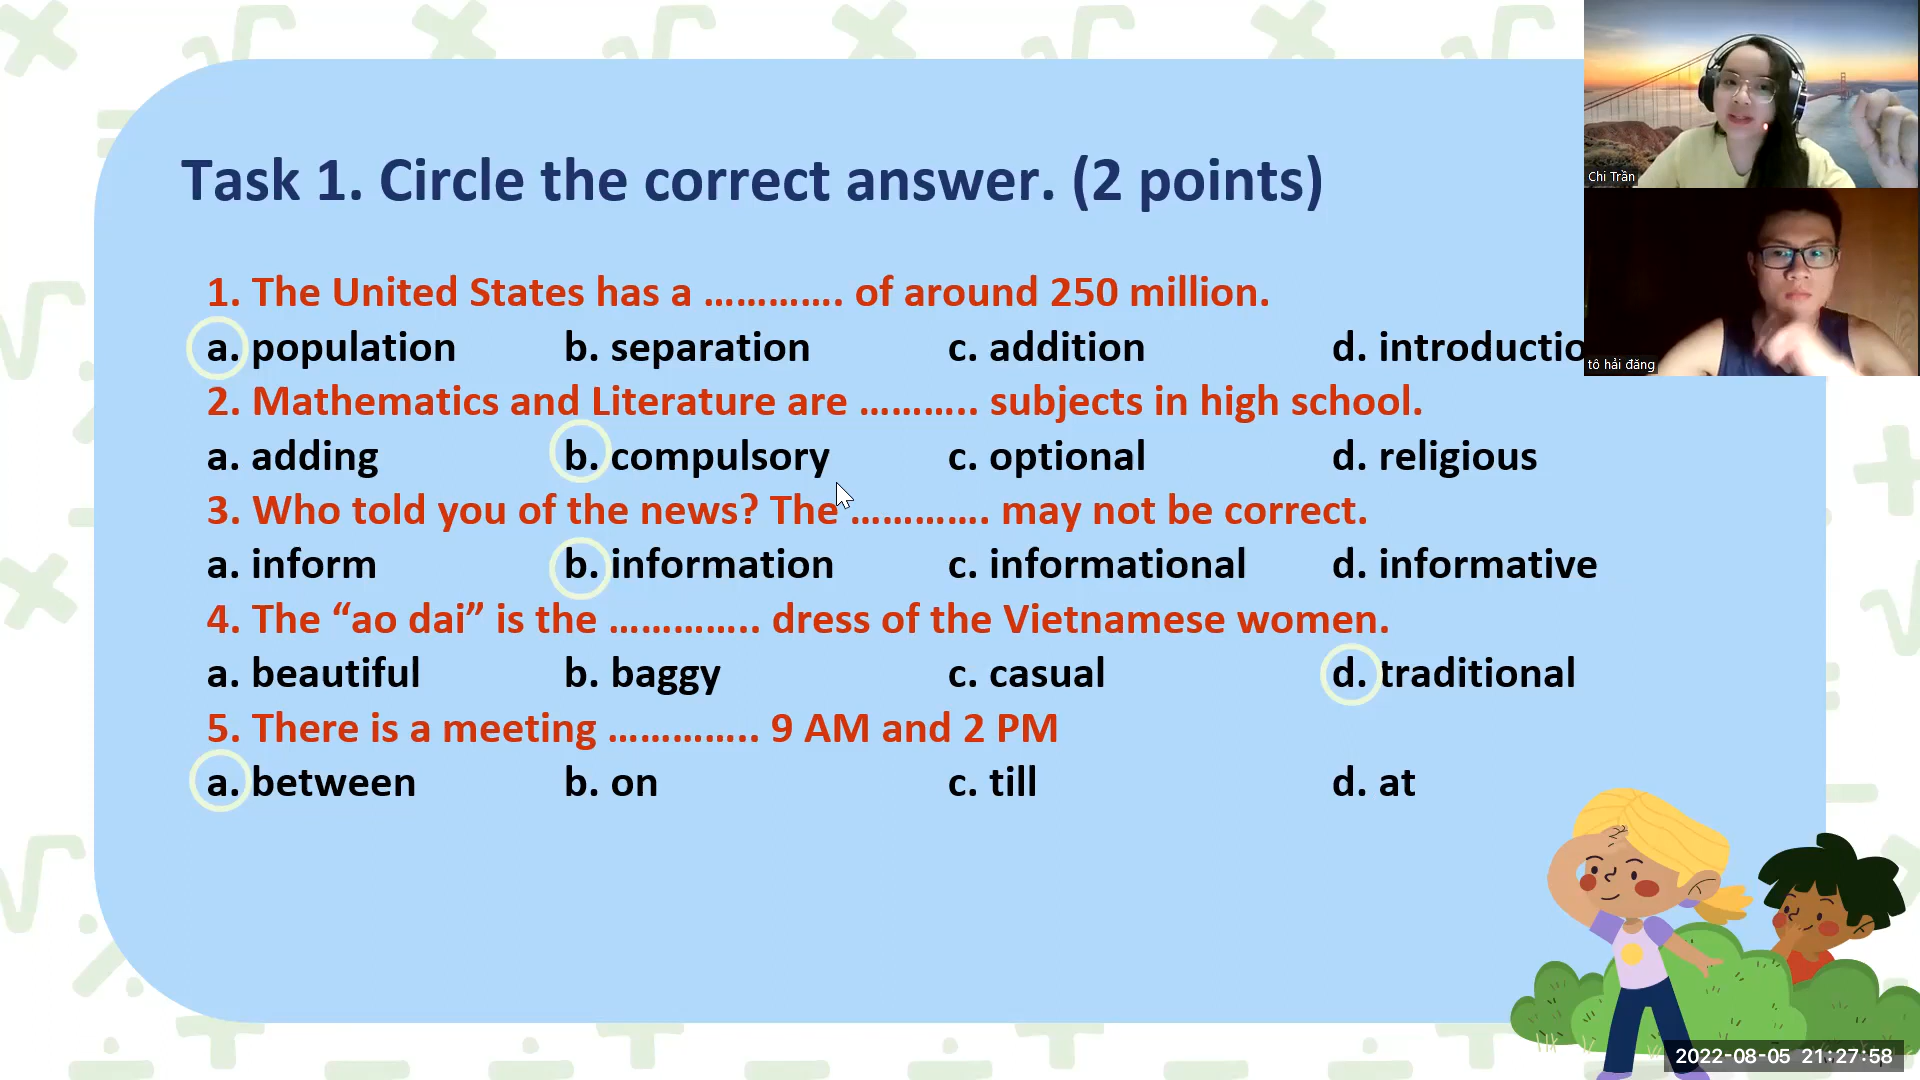 Task 1. Circle the correct answer. (2 points)
1. The United States has a …………. of around 250 million.
a. population b. separation c. addition d. introductio
2. Mathematics and Literature are ……….. subjects in high school.
a. adding b. compulsory c. optional d. religious
3. Who told you of the news? The …………. may not be correct.
a. inform b. information c. informational d. informative
4. The “ao dai” is the ………….. dress of the Vietnamese women.
a. beautiful b. baggy c. casual d. traditional
5. There is a meeting ………….. 9 AM and 2 PM
a. between b. on c. till d. at
Chi Trần
tô hải đăng
2022-08-05 21:27:58